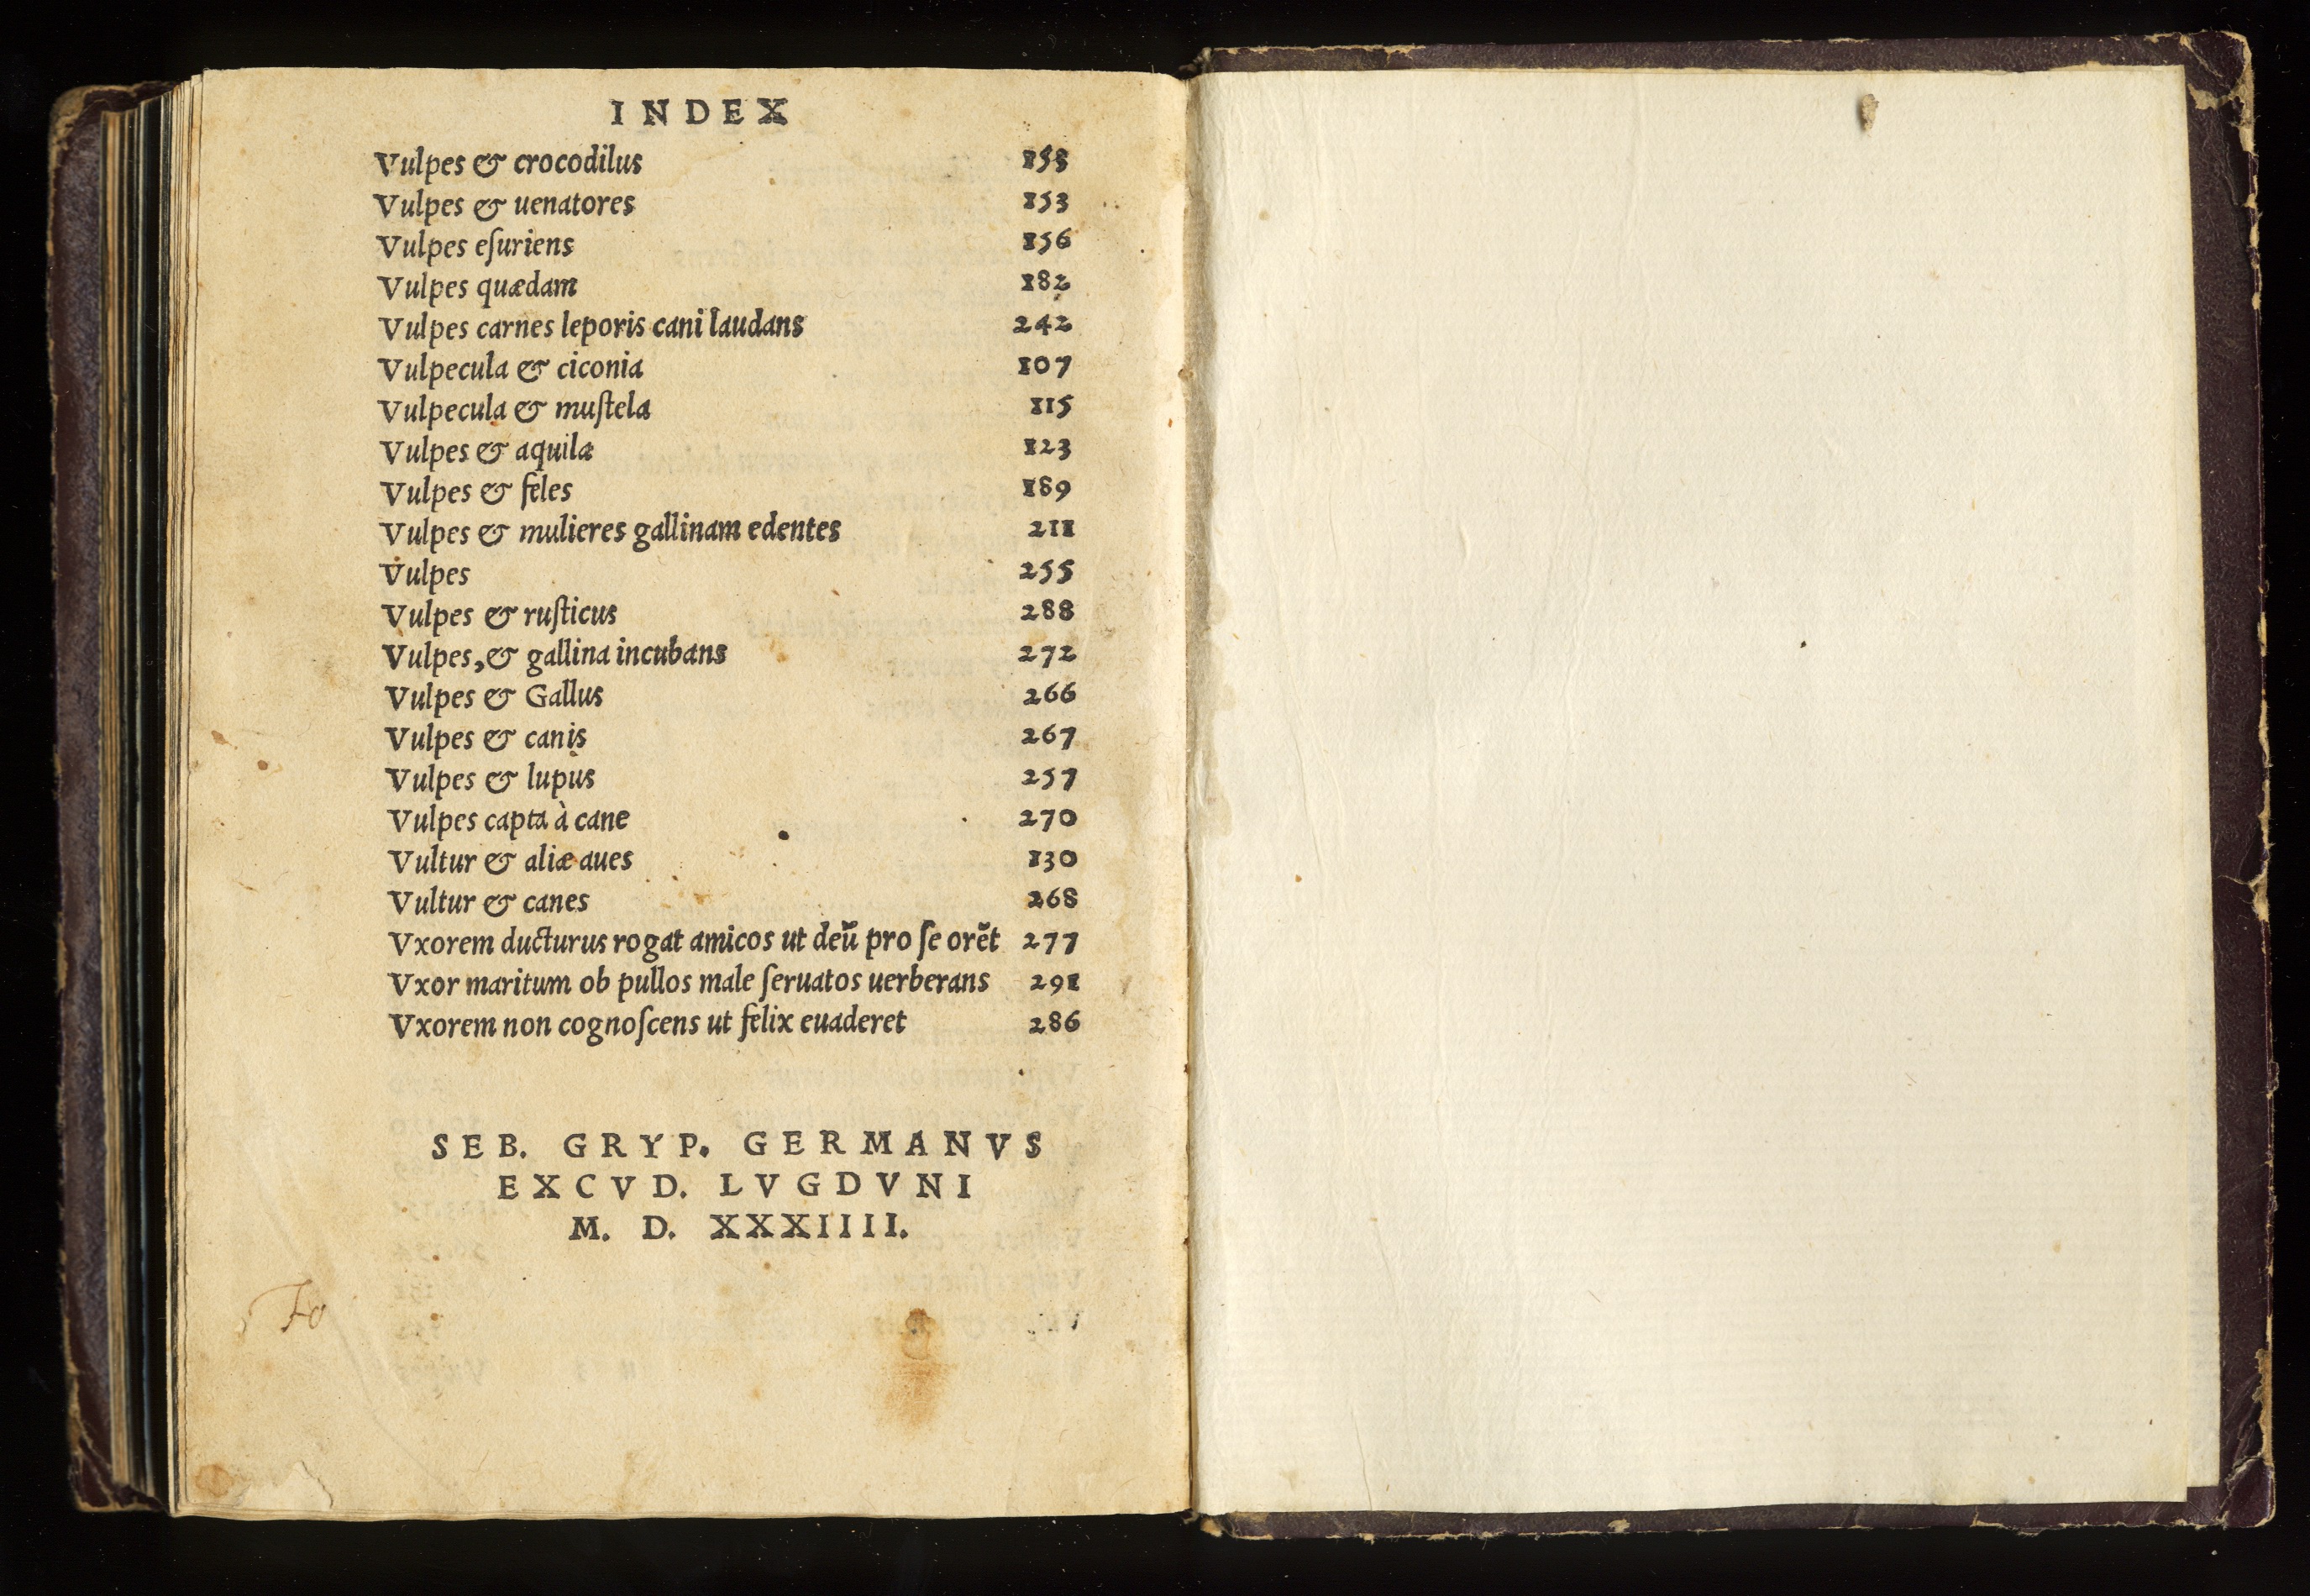 INDEX
Vulpes & crocodilus 158
Vulpes & uenatores 153
Vulpes eſuriens 156
Vulpes quædam 182
Vulpes carnes leporis cani laudans 242
Vulpecula & ciconia 107
Vulpecula & muſtela 115
Vulpes & aquila 123
Vulpes & feles 189
Vulpes & mulieres gallinam edentes 211
Vulpes 255
Vulpes & ruſticus 288
Vulpes, & gallina incubans 272
Vulpes & Gallus 266
Vulpes & canis 267
Vulpes & lupus 257
Vulpes capta à cane 270
Vultur & aliæ aues 130
Vultur & canes 268
Vxorem ducturus rogat amicos ut deū pro ſe orēt 277
Vxor maritum ob pullos male ſeruatos uerberans 291
Vxorem non cognoſcens ut felix euaderet 286
SEB. GRYP. GERMANVS
EXCVD. LVGDVNI
M. D. XXXIIII.